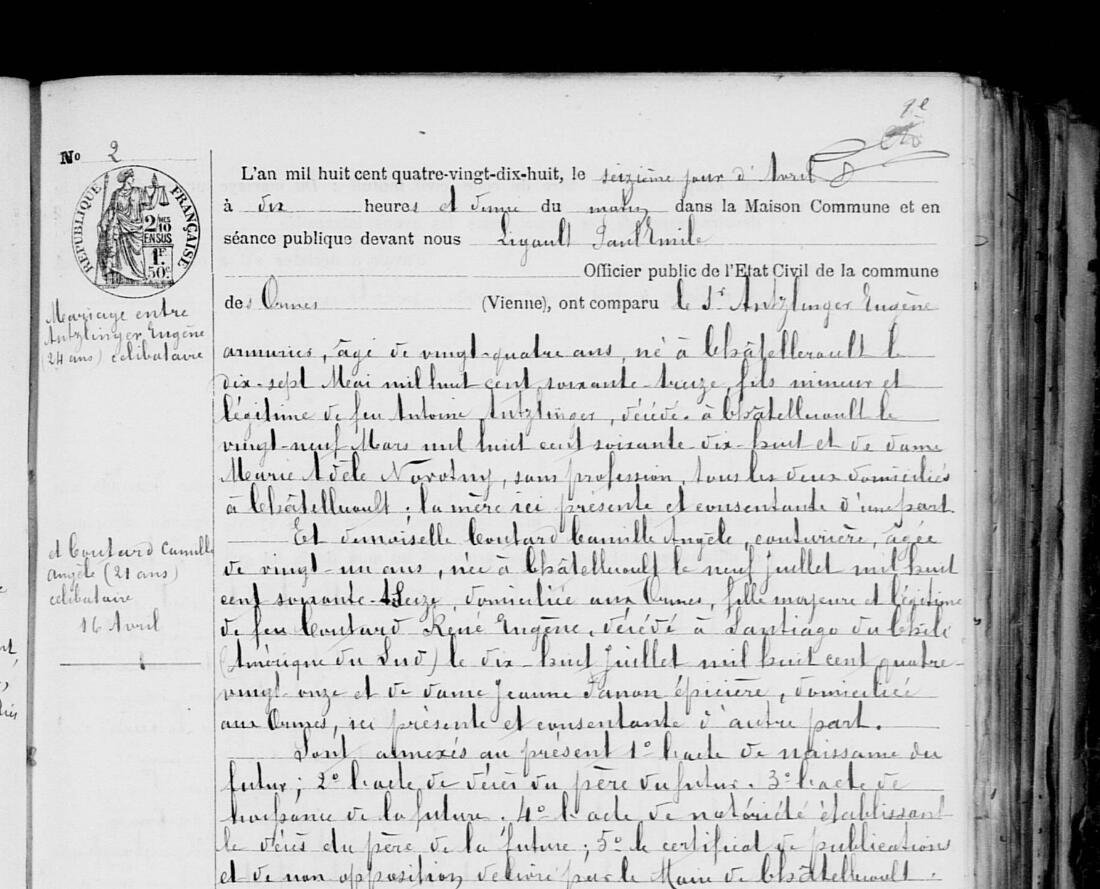 No 2
RÉPUBLIQUE FRANÇAISE
2/10 MES
EN SUS
1F.
50c
L'an mil huit cent quatre-vingt-dix-huit, le seizième jour d'Avril
à dix heures et demie du matin dans la Maison Commune et en
séance publique devant nous Ligault Paul Emile
Officier public de l'Etat Civil de la commune
des Ormes (Vienne), ont comparu le Sr Antzlinger Eugène
Mariage entre
Antzlinger Eugène
(24 ans) célibataire
armurier, âgé de vingt-quatre ans, né à Châtellerault le
dix-sept Mai mil huit cent soixante-treize, fils mineur et
légitime de feu Antoine Antzlinger, décédé à Châtellerault le
vingt-neuf Mars mil huit cent soixante-dix-huit et de dame
Marie Adèle Novotny, sans profession, tous les deux domiciliés
à Châtellerault ; la mère ici présente et consentante d'une part.
Et demoiselle Coutard Camille Angèle, couturière, âgée
de vingt-un ans, née à Châtellerault le neuf Juillet mil huit
cent soixante-seize, domiciliée aux Ormes, fille majeure et légitime
de feu Coutard René Eugène, décédé à Santiago du Chili
(Amérique du Sud) le dix-huit Juillet mil huit cent quatre-
vingt-onze et de dame Jeanne Panon épicière, domiciliée
aux Ormes, ici présente et consentante d'autre part.
et Coutard Camille
Angèle (21 ans)
célibataire
16 Avril
Sont annexés au présent 1° l'acte de naissance du
futur ; 2° l'acte de décès du père du futur. 3° l'acte de
naissance de la future. 4° l'acte de notoriété établissant
le décès du père de la future ; 5° le certificat de publications
et de non opposition délivré par le Maire de Châtellerault.